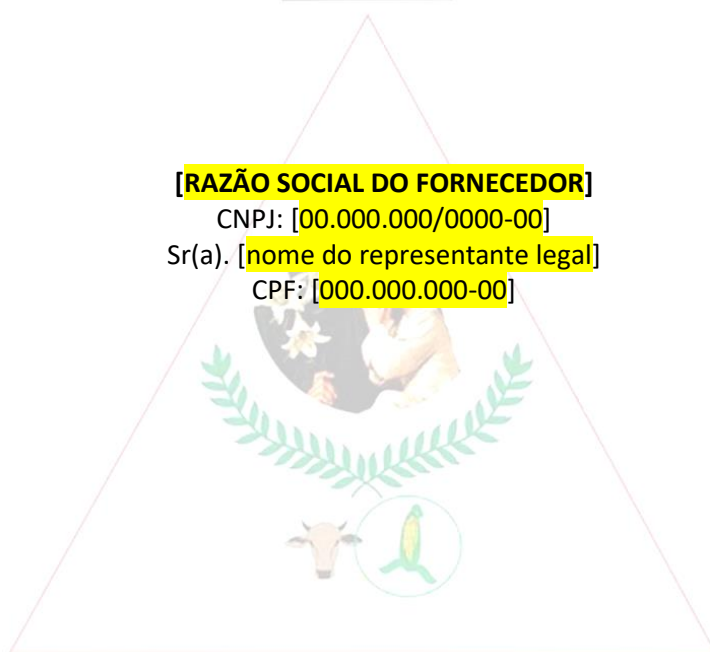 [RAZÃO SOCIAL DO FORNECEDOR]
CNPJ: [00.000.000/0000-00]
Sr(a). [nome do representante legal]
CPF: [000.000.000-00]